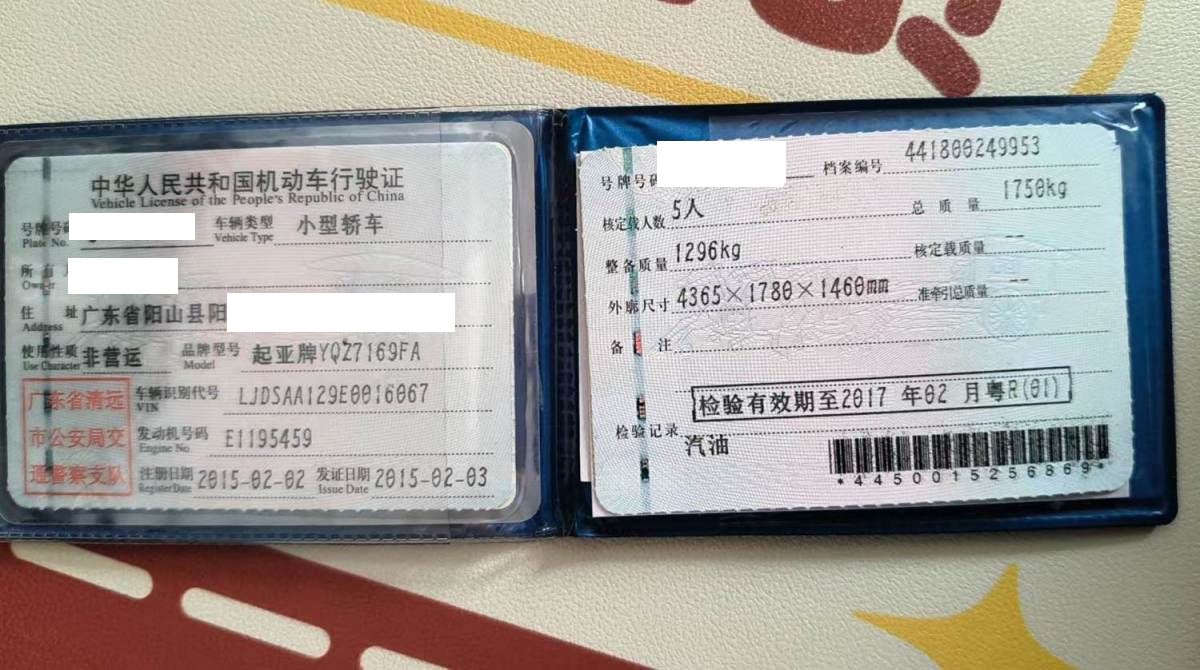 中华人民共和国机动车行驶证
Vehicle License of the People's Republic of China
号牌号码 Plate No. 车辆类型 Vehicle Type 小型轿车
所有 Owner
住址 Address 广东省阳山县阳
使用性质 Use Character 非营运 品牌型号 Model 起亚牌YQZ7169FA
广东省清远市公安局交通警察支队
车辆识别代号 VIN LJDSAA129E0016067
发动机号码 Engine No. E1195459
注册日期 Register Date 2015-02-02 发证日期 Issue Date 2015-02-03
号牌号码 档案编号 441800249953
核定载人数 5人 总质量 1750kg
整备质量 1296kg 核定载质量 --
外廓尺寸 4365×1780×1460mm 准牵引总质量 --
备注
检验有效期至2017 年02 月粤R(01)
检验记录 汽油
*4450015256869*